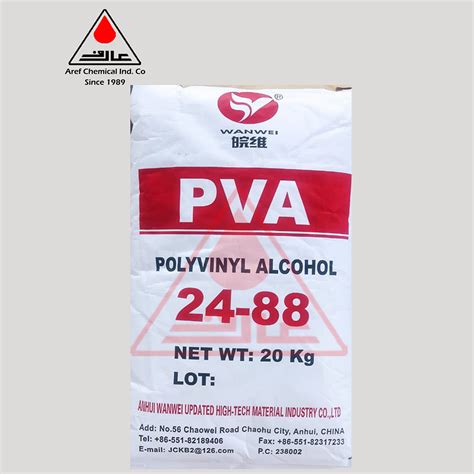 عارف
Aref Chemical Ind. Co
Since 1989
®
WANWEI
皖维
PVA
POLYVINYL ALCOHOL
24-88
NET WT: 20 Kg
LOT:
ANHUI WANWEI UPDATED HIGH-TECH MATERIAL INDUSTRY CO.,LTD
Add: No.56 Chaowei Road Chaohu City, Anhui, CHINA
Tel: +86-551-82189406 Fax: +86-551-82317233
E-mail: JCKB2@126.com P.C: 238002